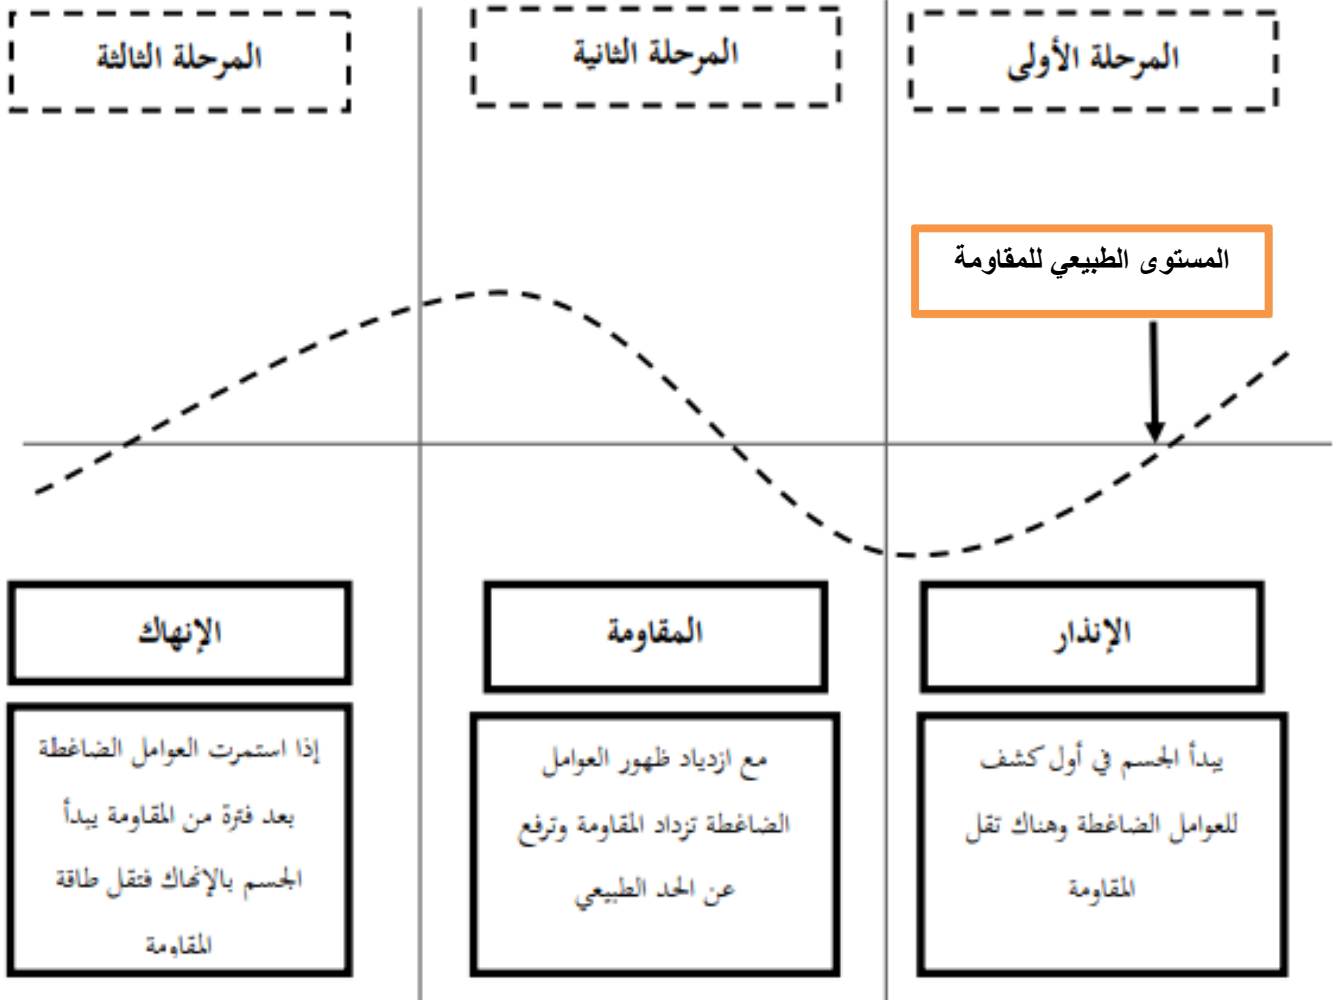 المرحلة الأولى
المرحلة الثانية
المرحلة الثالثة
المستوى الطبيعي للمقاومة
الإنذار
المقاومة
الإنهاك
يبدأ الجسم في أول كشف
للعوامل الضاغطة وهناك تقل
المقاومة
مع ازدياد ظهور العوامل
الضاغطة تزداد المقاومة وترفع
عن الحد الطبيعي
إذا استمرت العوامل الضاغطة
بعد فترة من المقاومة يبدأ
الجسم بالإنهاك فتقل طاقة
المقاومة